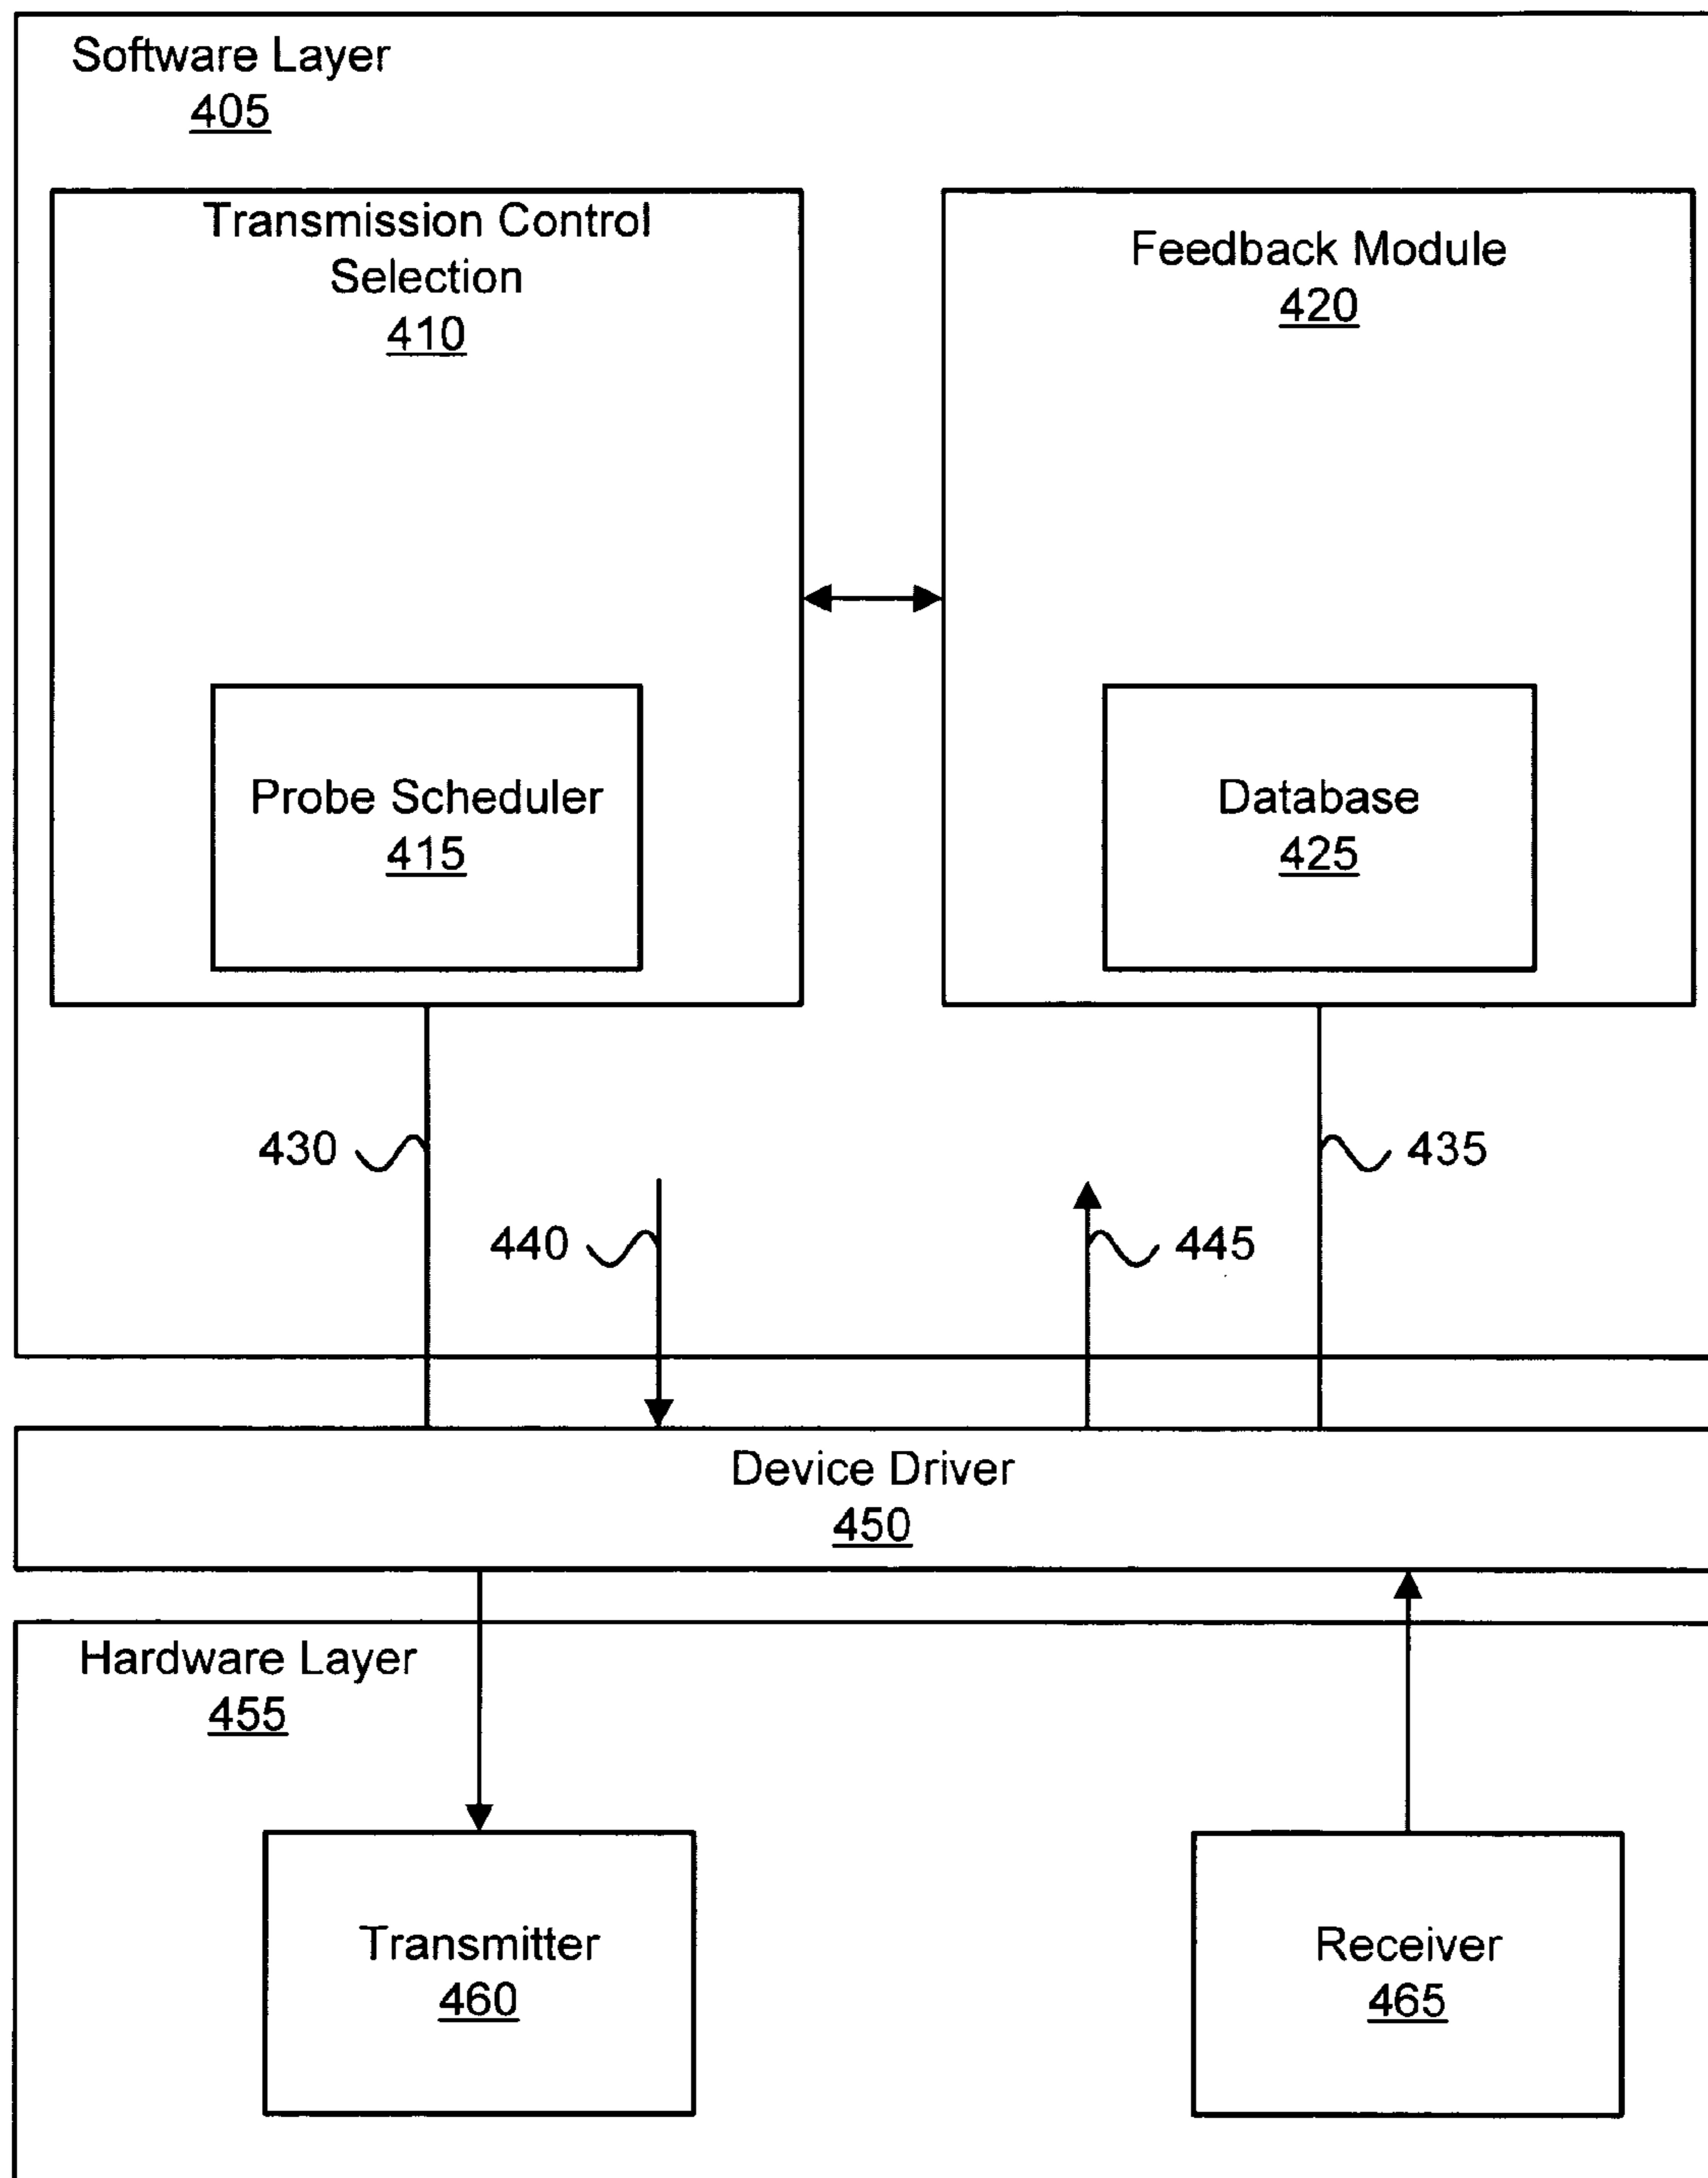 Software Layer
405
Transmission Control
Selection
410
Feedback Module
420
Probe Scheduler
415
Database
425
430
435
440
445
Device Driver
450
Hardware Layer
455
Transmitter
460
Receiver
465